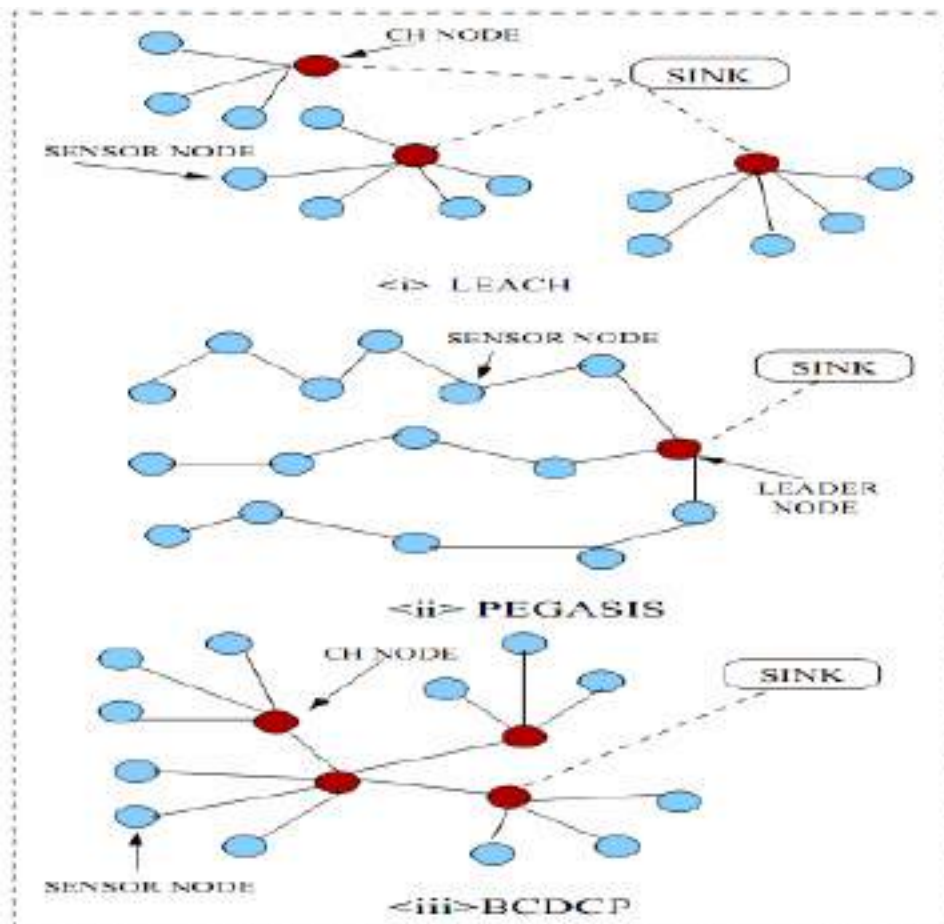 CH NODE
SINK
SENSOR NODE
<i> LEACH
SENSOR NODE
SINK
LEADER
NODE
<ii> PEGASIS
CH NODE
SINK
SENSOR NODE
<iii>BCDCP